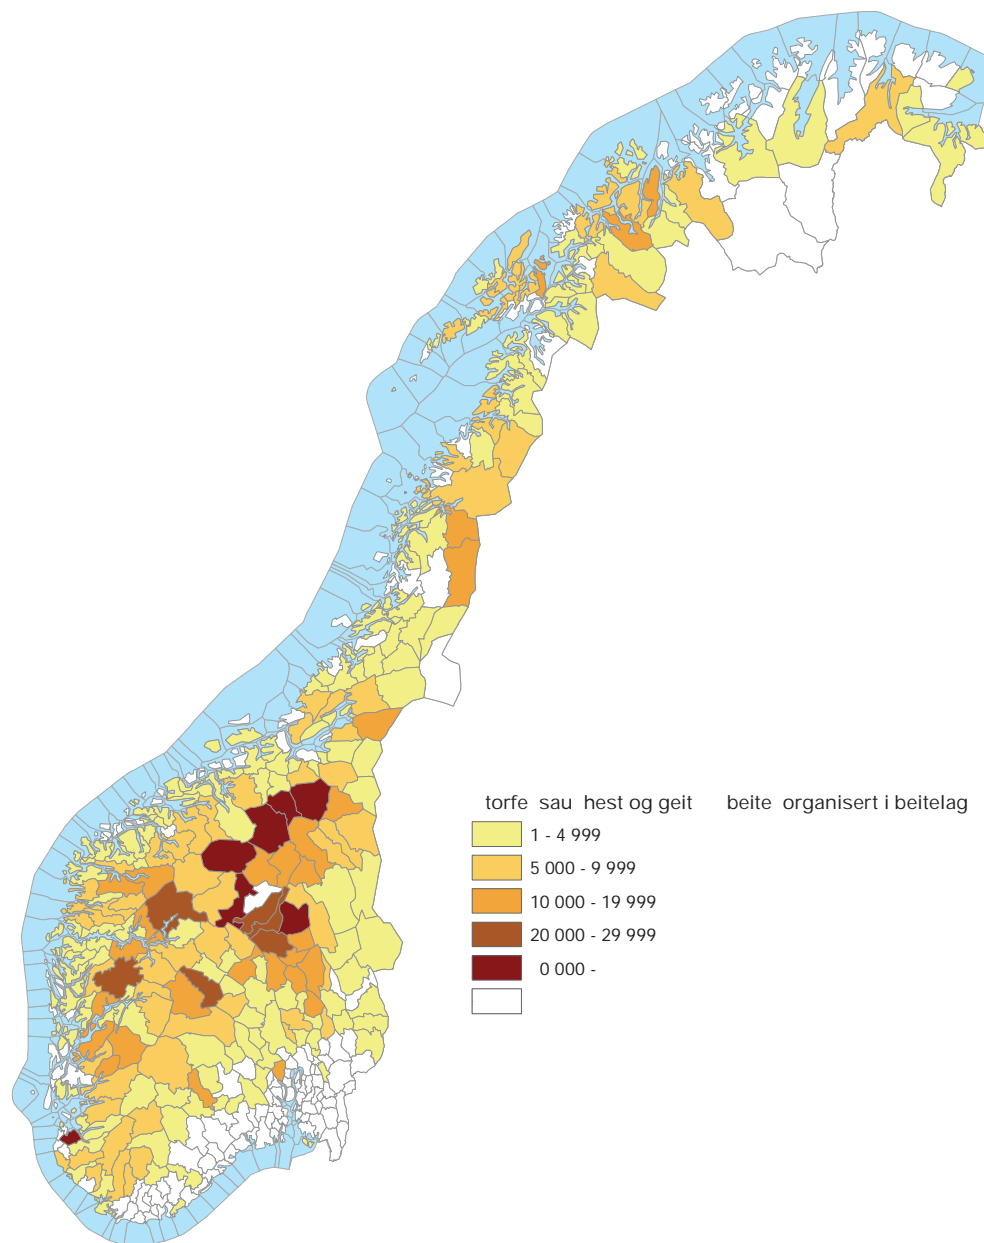 torfe sau hest og geit beite organisert i beitelag
1 - 4 999
5 000 - 9 999
10 000 - 19 999
20 000 - 29 999
0 000 -